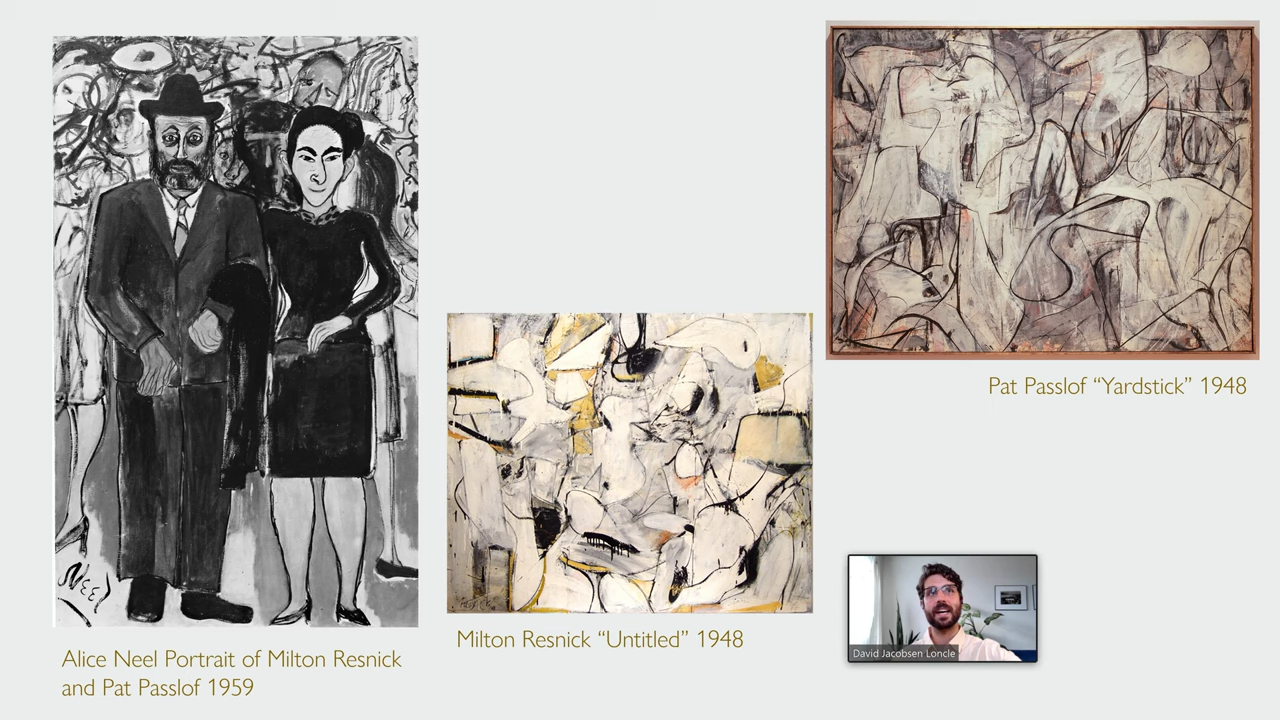 Pat Passlof “Yardstick” 1948
Milton Resnick “Untitled” 1948
Alice Neel Portrait of Milton Resnick
and Pat Passlof 1959
NEEL
David Jacobsen Loncle